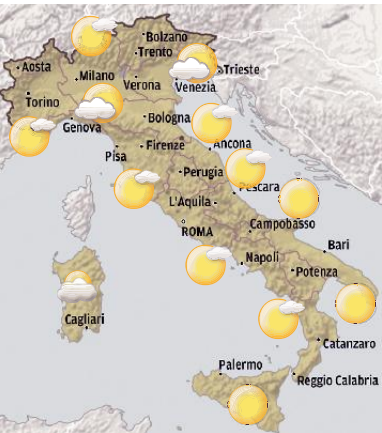 Bolzano
Trento
Aosta
Milano
Trieste
Verona
Venezia
Torino
Genova
Bologna
Ancona
Firenze
Pisa
Perugia
Pescara
L'Aquila
ROMA
Campobasso
Bari
Napoli
Potenza
Cagliari
Catanzaro
Palermo
Reggio Calabria